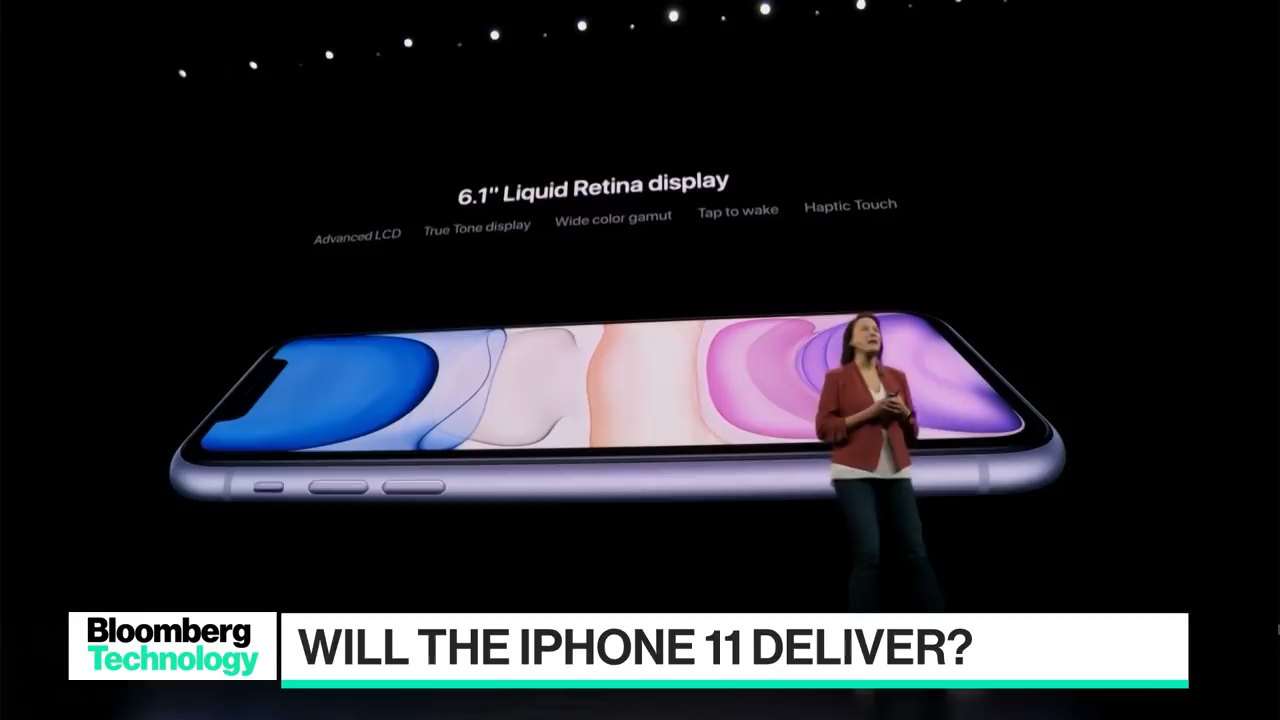 6.1" Liquid Retina display
Advanced LCD True Tone display Wide color gamut Tap to wake Haptic Touch
Bloomberg
Technology
WILL THE IPHONE 11 DELIVER?